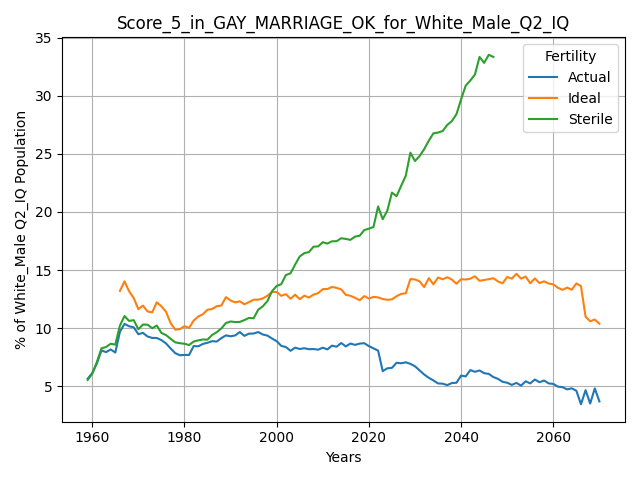 Score_5_in_GAY_MARRIAGE_OK_for_White_Male_Q2_IQ
% of White_Male Q2_IQ Population
35
30
25
20
15
10
5
Fertility
Actual
Ideal
Sterile
1960 1980 2000 2020 2040 2060
Years